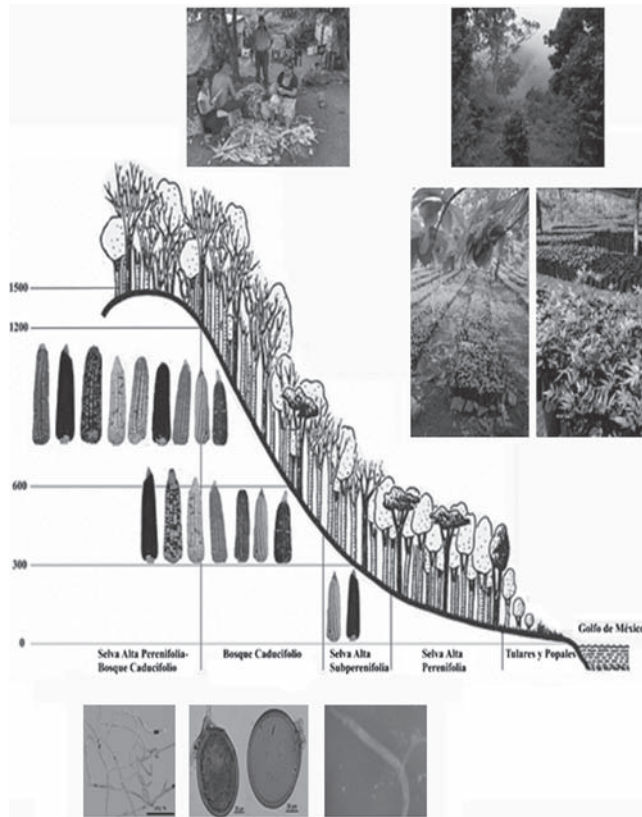 1500
1200
600
300
0
Golfo de México
Selva Alta Perenifolia-
Bosque Caducifolio
Bosque Caducifolio
Selva Alta
Subperenifolia
Selva Alta
Perenifolia
Tulares y Popales